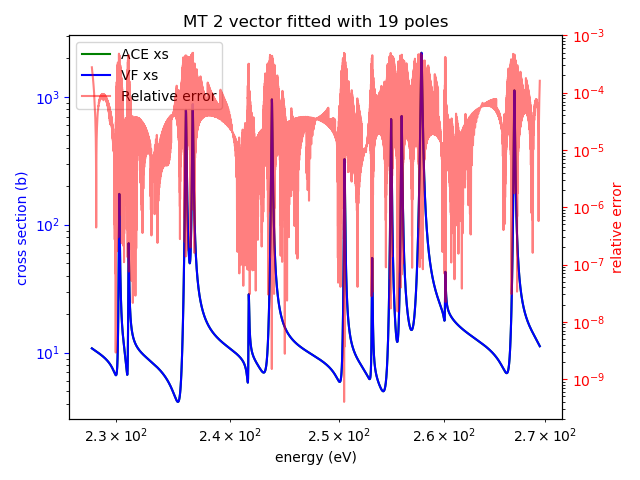 MT 2 vector fitted with 19 poles
ACE xs
VF xs
Relative error
cross section (b)
10³
10²
10¹
10⁻³
10⁻⁴
10⁻⁵
10⁻⁶
10⁻⁷
10⁻⁸
10⁻⁹
relative error
2.3 × 10² 2.4 × 10² 2.5 × 10² 2.6 × 10² 2.7 × 10²
energy (eV)